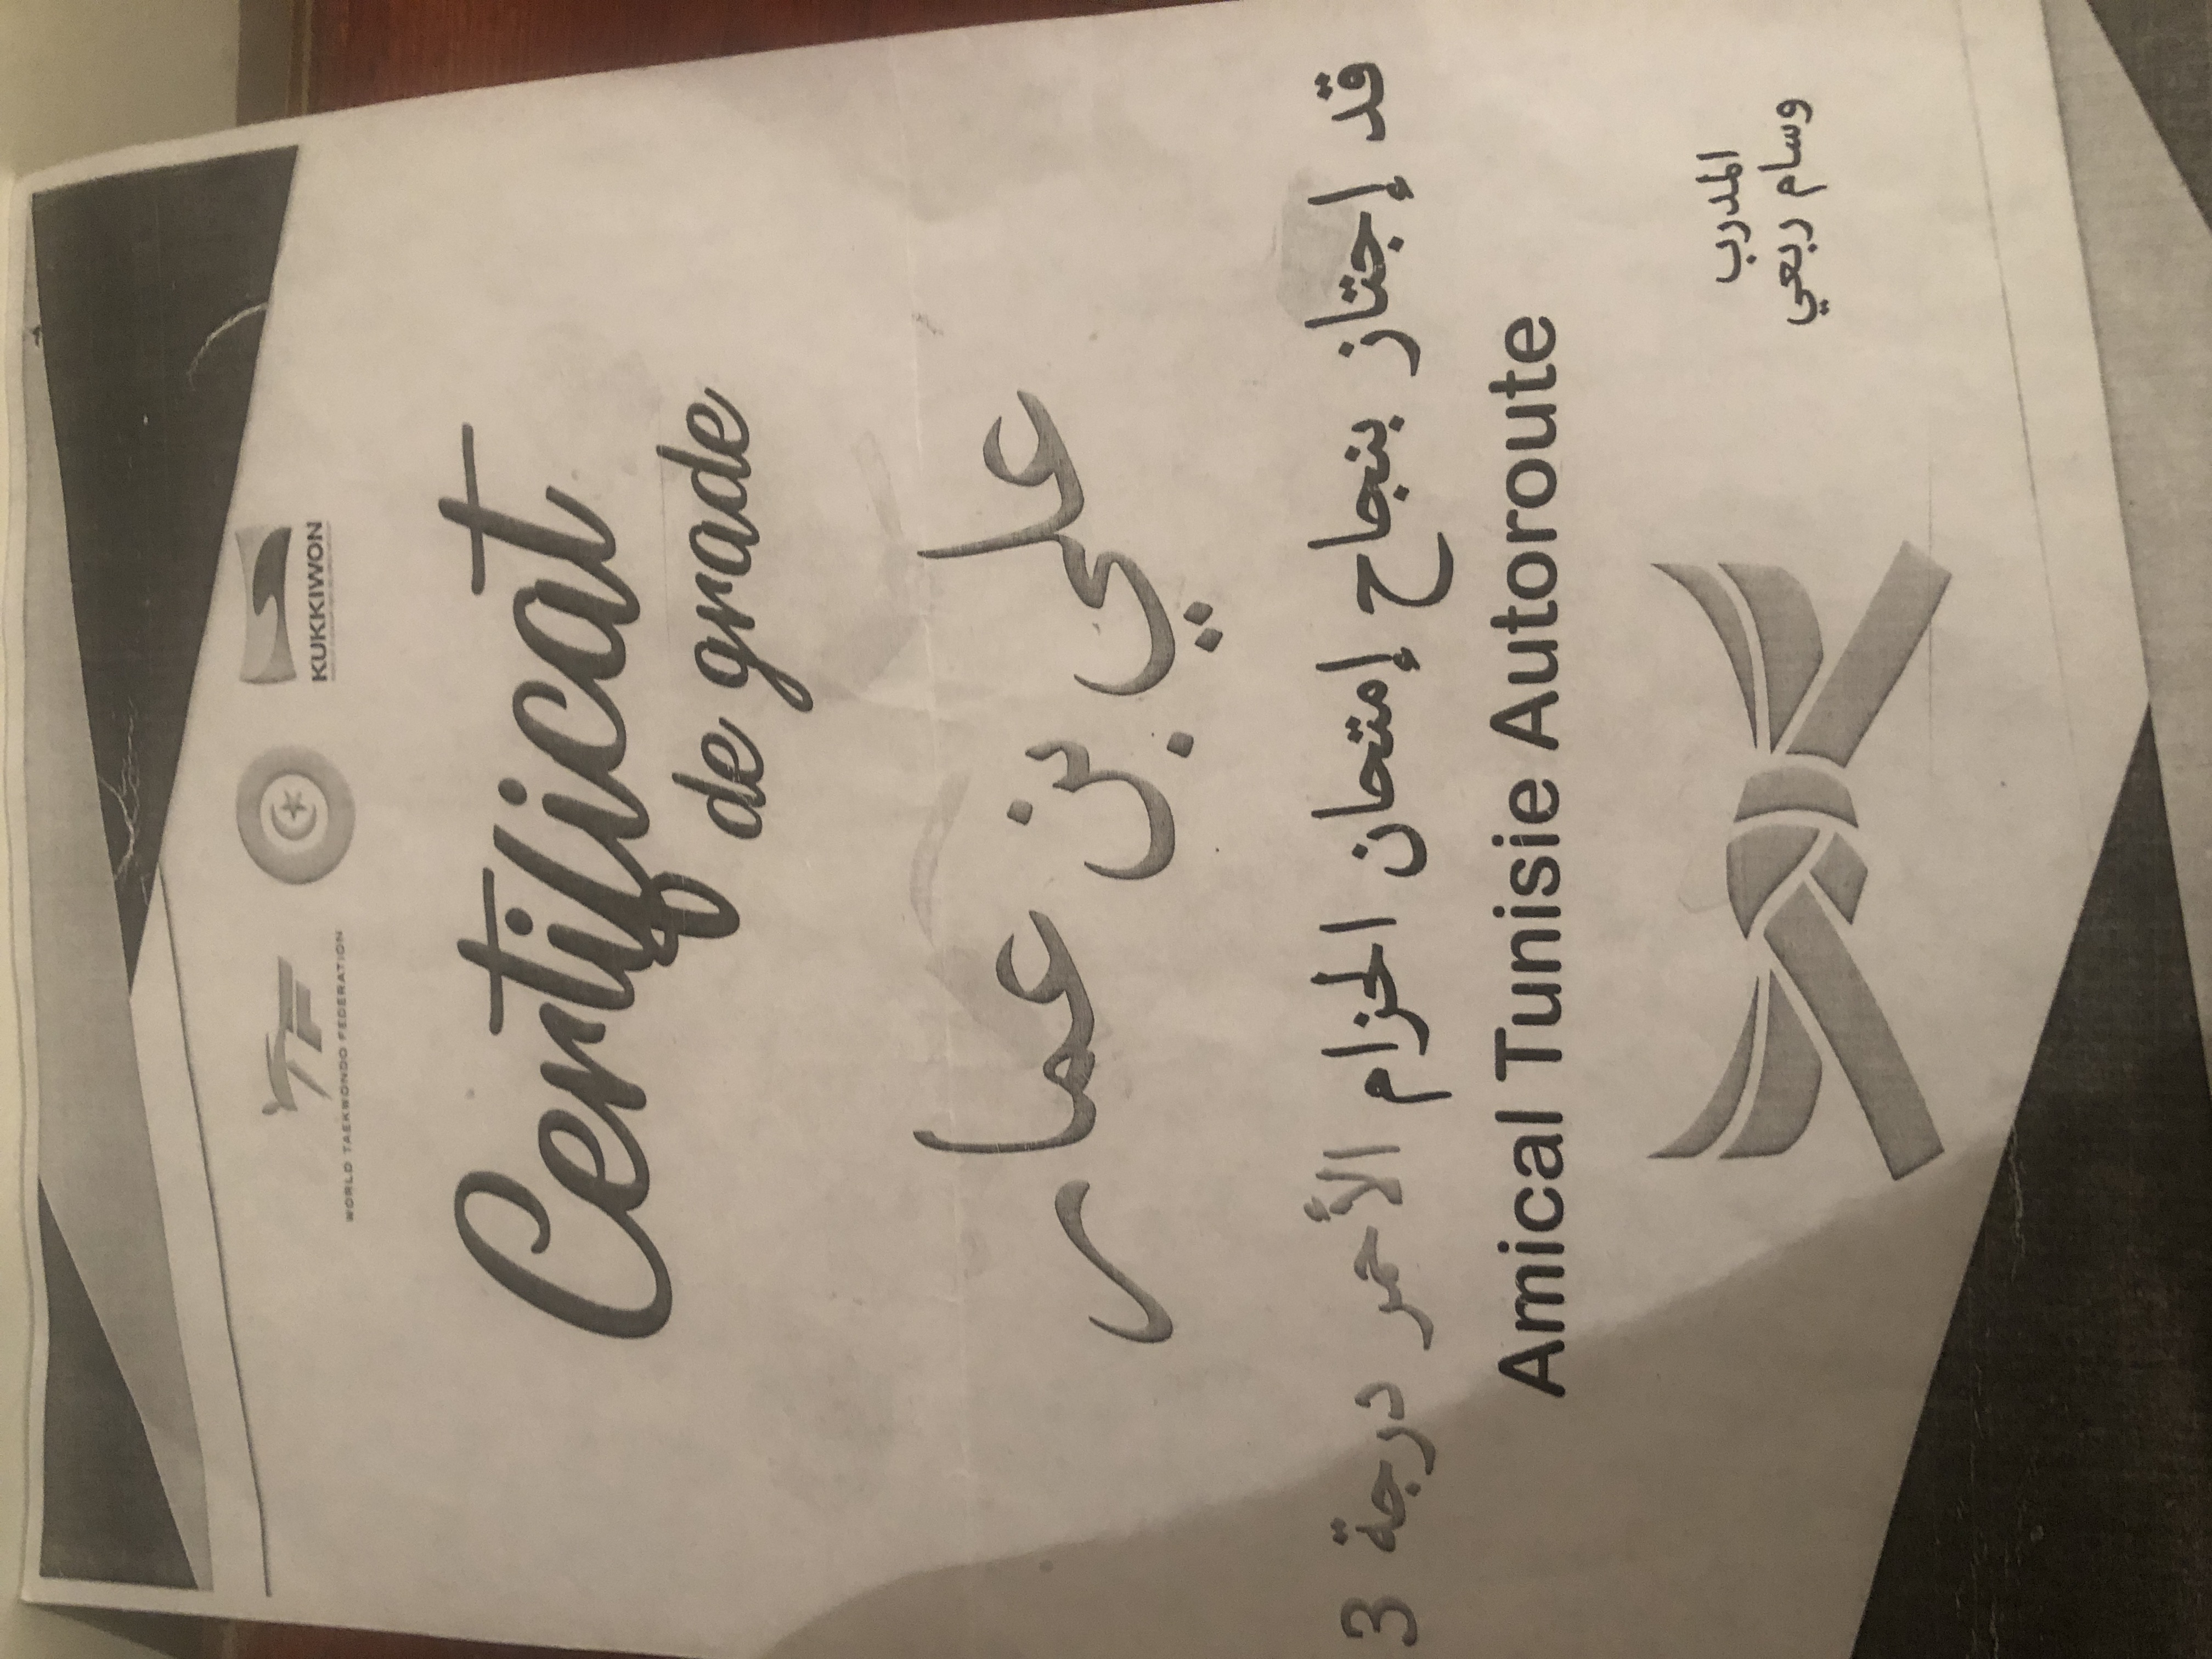 WORLD TAEKWONDO FEDERATION
KUKKIWON
Certificat
de grade
علي بن عمار
قد إجتاز بنجاح إمتحان الحزام الأحمر درجة 3
Amical Tunisie Autoroute
المدرب
وسام ربعي